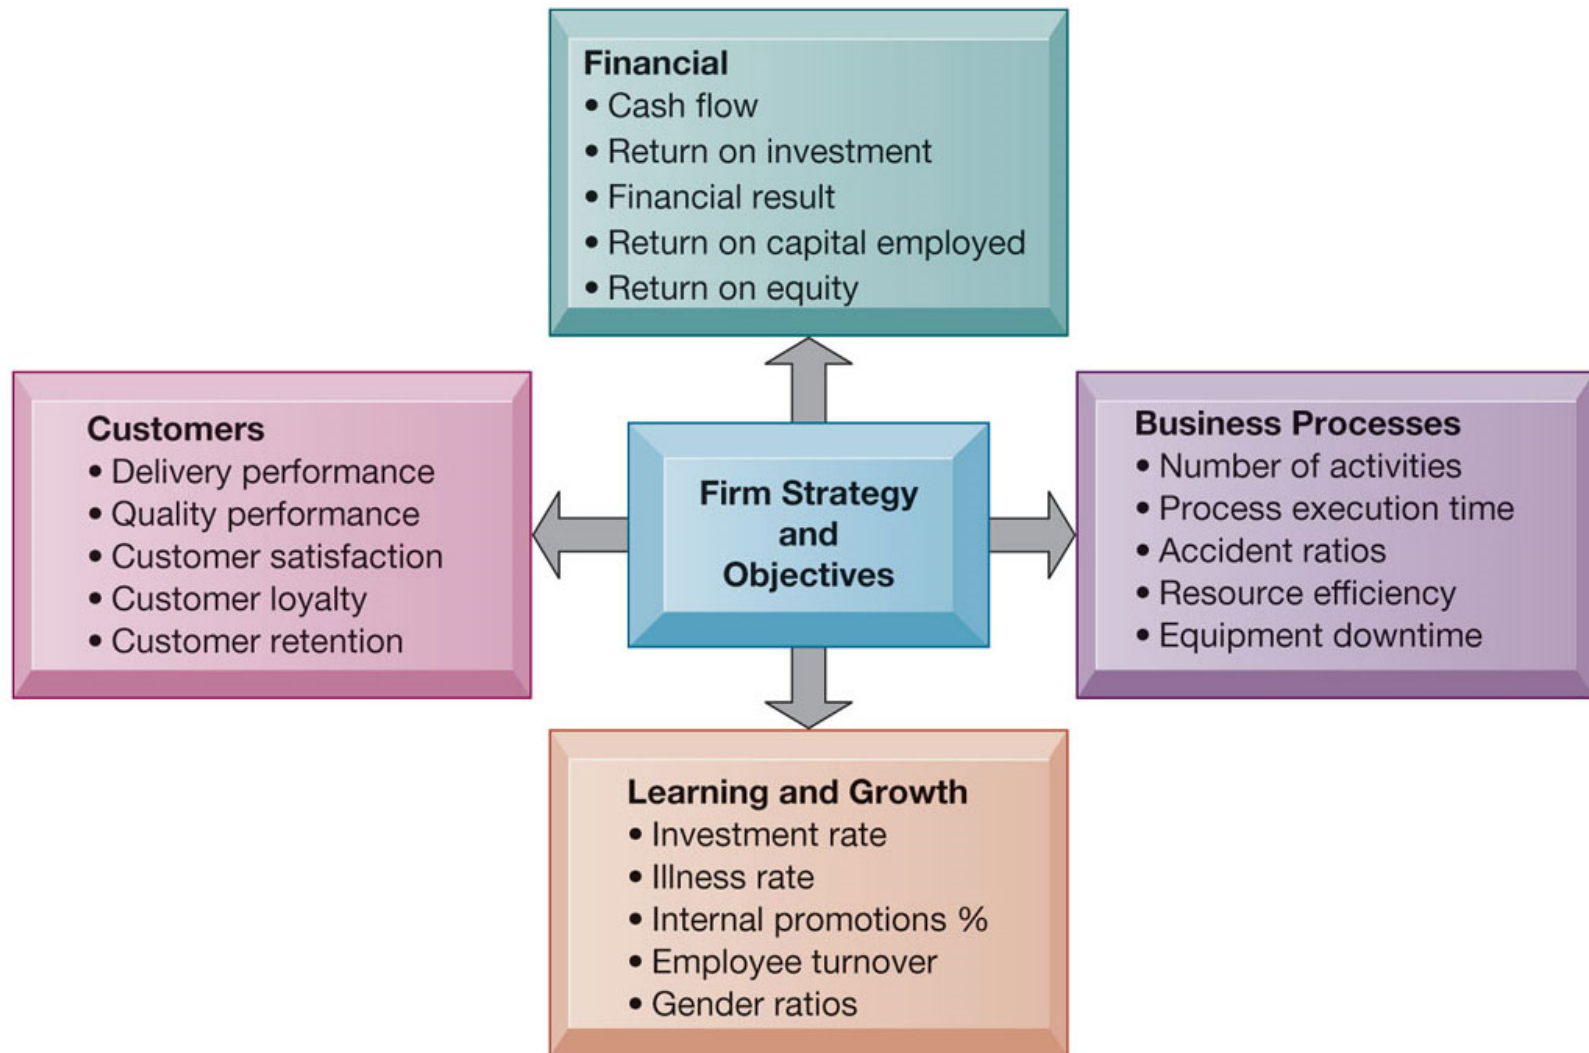 Financial
• Cash flow
• Return on investment
• Financial result
• Return on capital employed
• Return on equity
Customers
• Delivery performance
• Quality performance
• Customer satisfaction
• Customer loyalty
• Customer retention
Firm Strategy
and
Objectives
Business Processes
• Number of activities
• Process execution time
• Accident ratios
• Resource efficiency
• Equipment downtime
Learning and Growth
• Investment rate
• Illness rate
• Internal promotions %
• Employee turnover
• Gender ratios